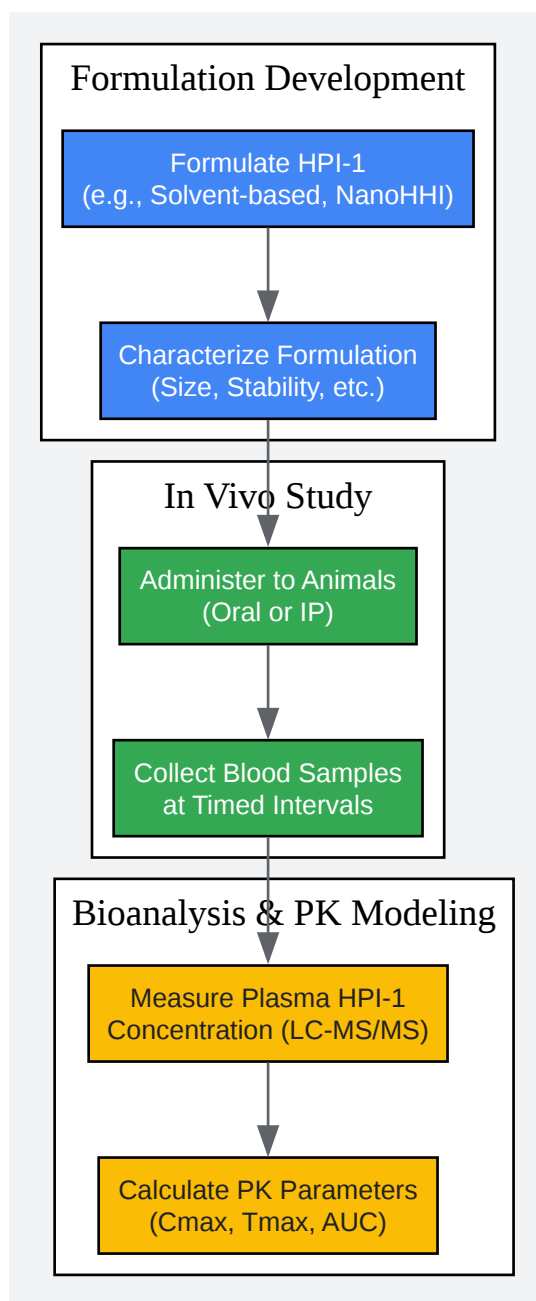 Formulation Development
Formulate HPI-1
(e.g., Solvent-based, NanoHHI)
Characterize Formulation
(Size, Stability, etc.)
In Vivo Study
Administer to Animals
(Oral or IP)
Collect Blood Samples
at Timed Intervals
Bioanalysis & PK Modeling
Measure Plasma HPI-1
Concentration (LC-MS/MS)
Calculate PK Parameters
(Cmax, Tmax, AUC)